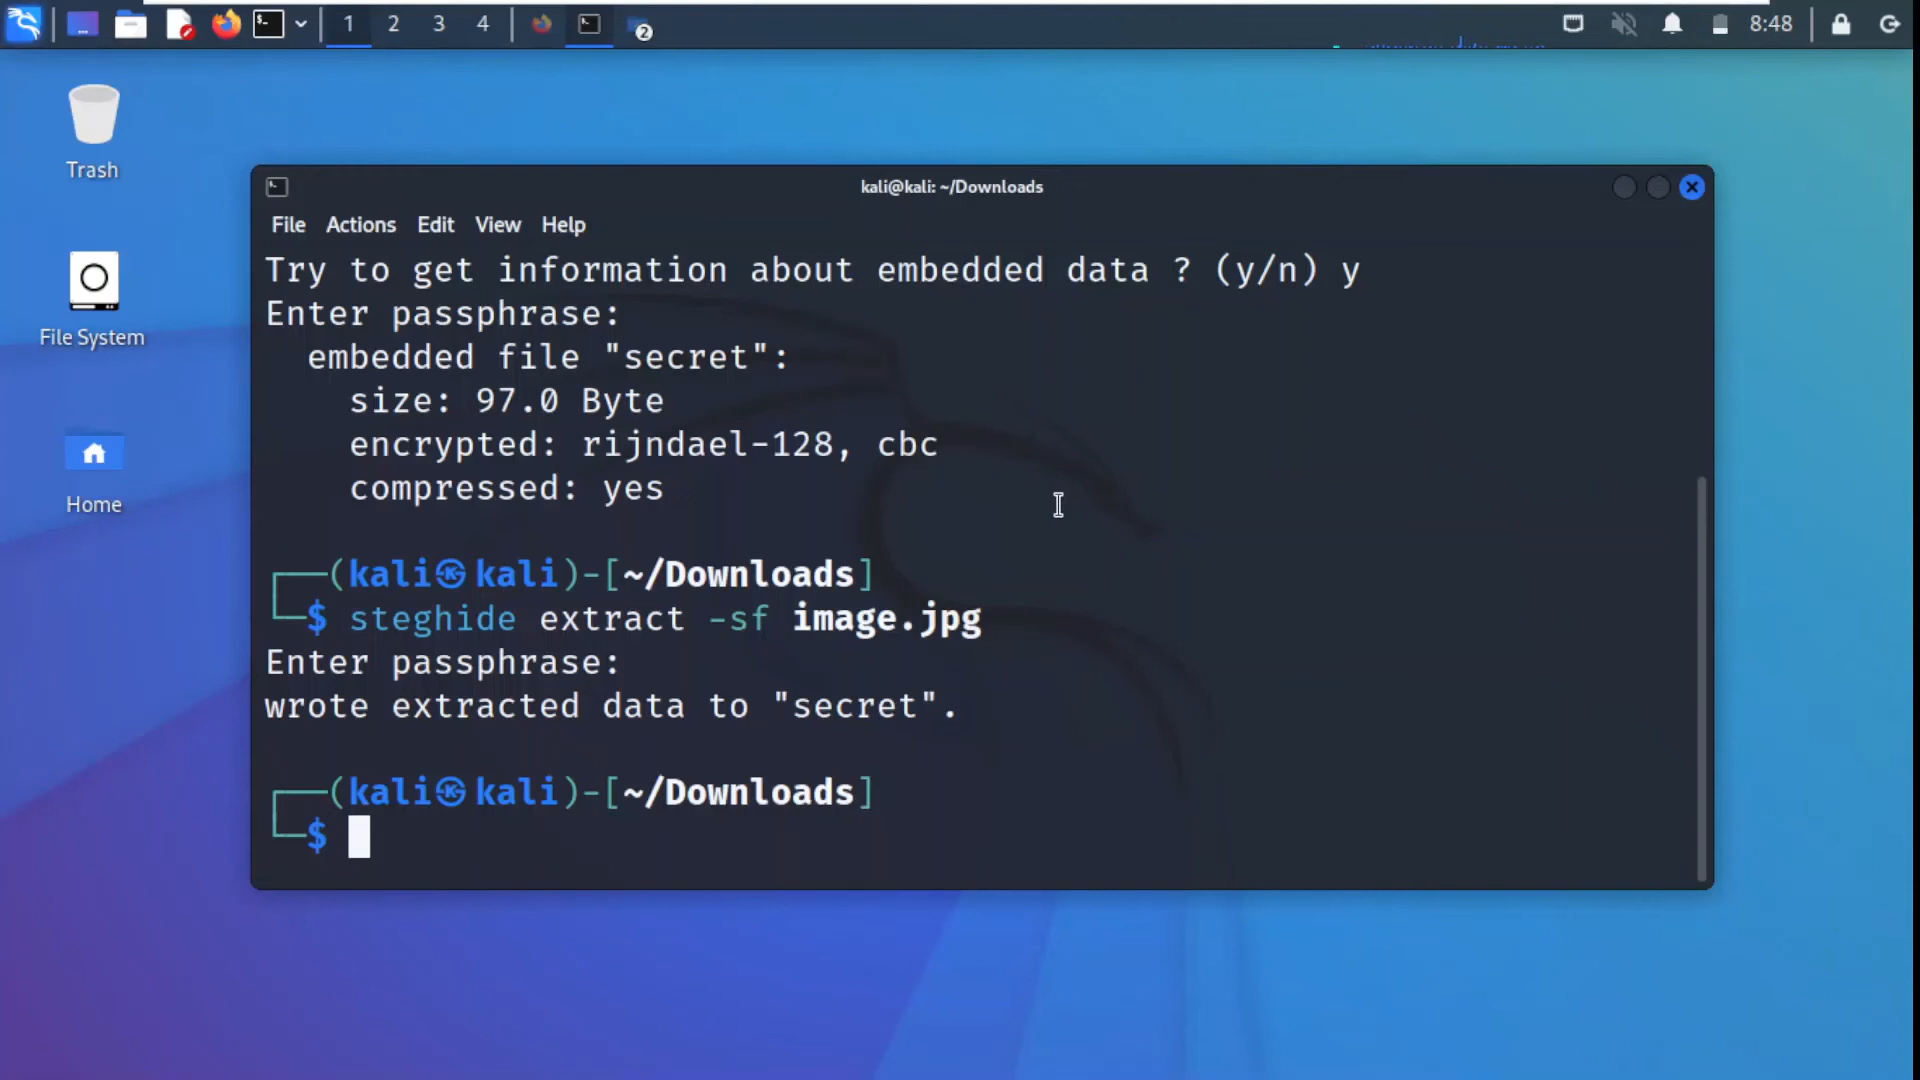 1 2 3 4 2 8:48
Trash
File System
Home
kali@kali: ~/Downloads
File Actions Edit View Help
Try to get information about embedded data ? (y/n) y
Enter passphrase:
embedded file "secret":
size: 97.0 Byte
encrypted: rijndael-128, cbc
compressed: yes
┌──(kali㉿kali)-[~/Downloads]
└─$ steghide extract -sf image.jpg
Enter passphrase:
wrote extracted data to "secret".
┌──(kali㉿kali)-[~/Downloads]
└─$